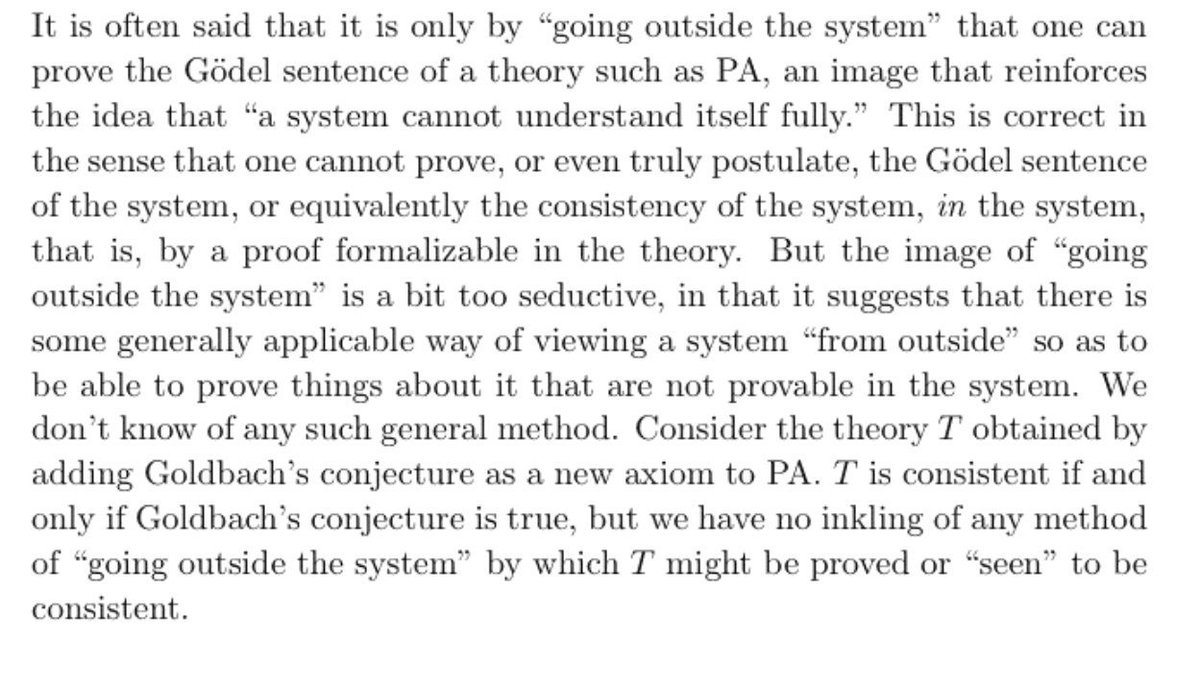 It is often said that it is only by “going outside the system” that one can
prove the Gödel sentence of a theory such as PA, an image that reinforces
the idea that “a system cannot understand itself fully.” This is correct in
the sense that one cannot prove, or even truly postulate, the Gödel sentence
of the system, or equivalently the consistency of the system, in the system,
that is, by a proof formalizable in the theory. But the image of “going
outside the system” is a bit too seductive, in that it suggests that there is
some generally applicable way of viewing a system “from outside” so as to
be able to prove things about it that are not provable in the system. We
don’t know of any such general method. Consider the theory T obtained by
adding Goldbach’s conjecture as a new axiom to PA. T is consistent if and
only if Goldbach’s conjecture is true, but we have no inkling of any method
of “going outside the system” by which T might be proved or “seen” to be
consistent.